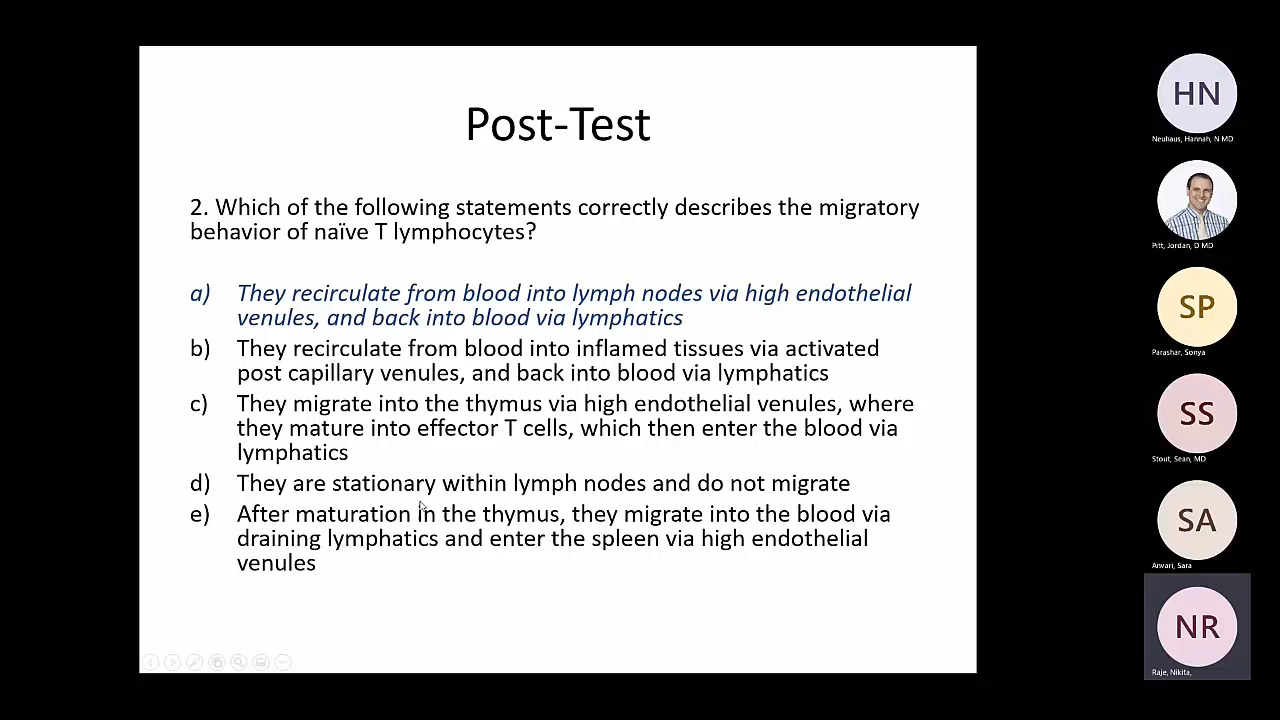 Post-Test
2. Which of the following statements correctly describes the migratory
behavior of naïve T lymphocytes?
a) They recirculate from blood into lymph nodes via high endothelial
venules, and back into blood via lymphatics
b) They recirculate from blood into inflamed tissues via activated
post capillary venules, and back into blood via lymphatics
c) They migrate into the thymus via high endothelial venules, where
they mature into effector T cells, which then enter the blood via
lymphatics
d) They are stationary within lymph nodes and do not migrate
e) After maturation in the thymus, they migrate into the blood via
draining lymphatics and enter the spleen via high endothelial
venules
HN
Neuhaus, Hannah, N MD
Pitt, Jordan, D MD
SP
Parashar, Sonya
SS
Stout, Sean, MD
SA
Anvari, Sara
NR
Raje, Nikita,